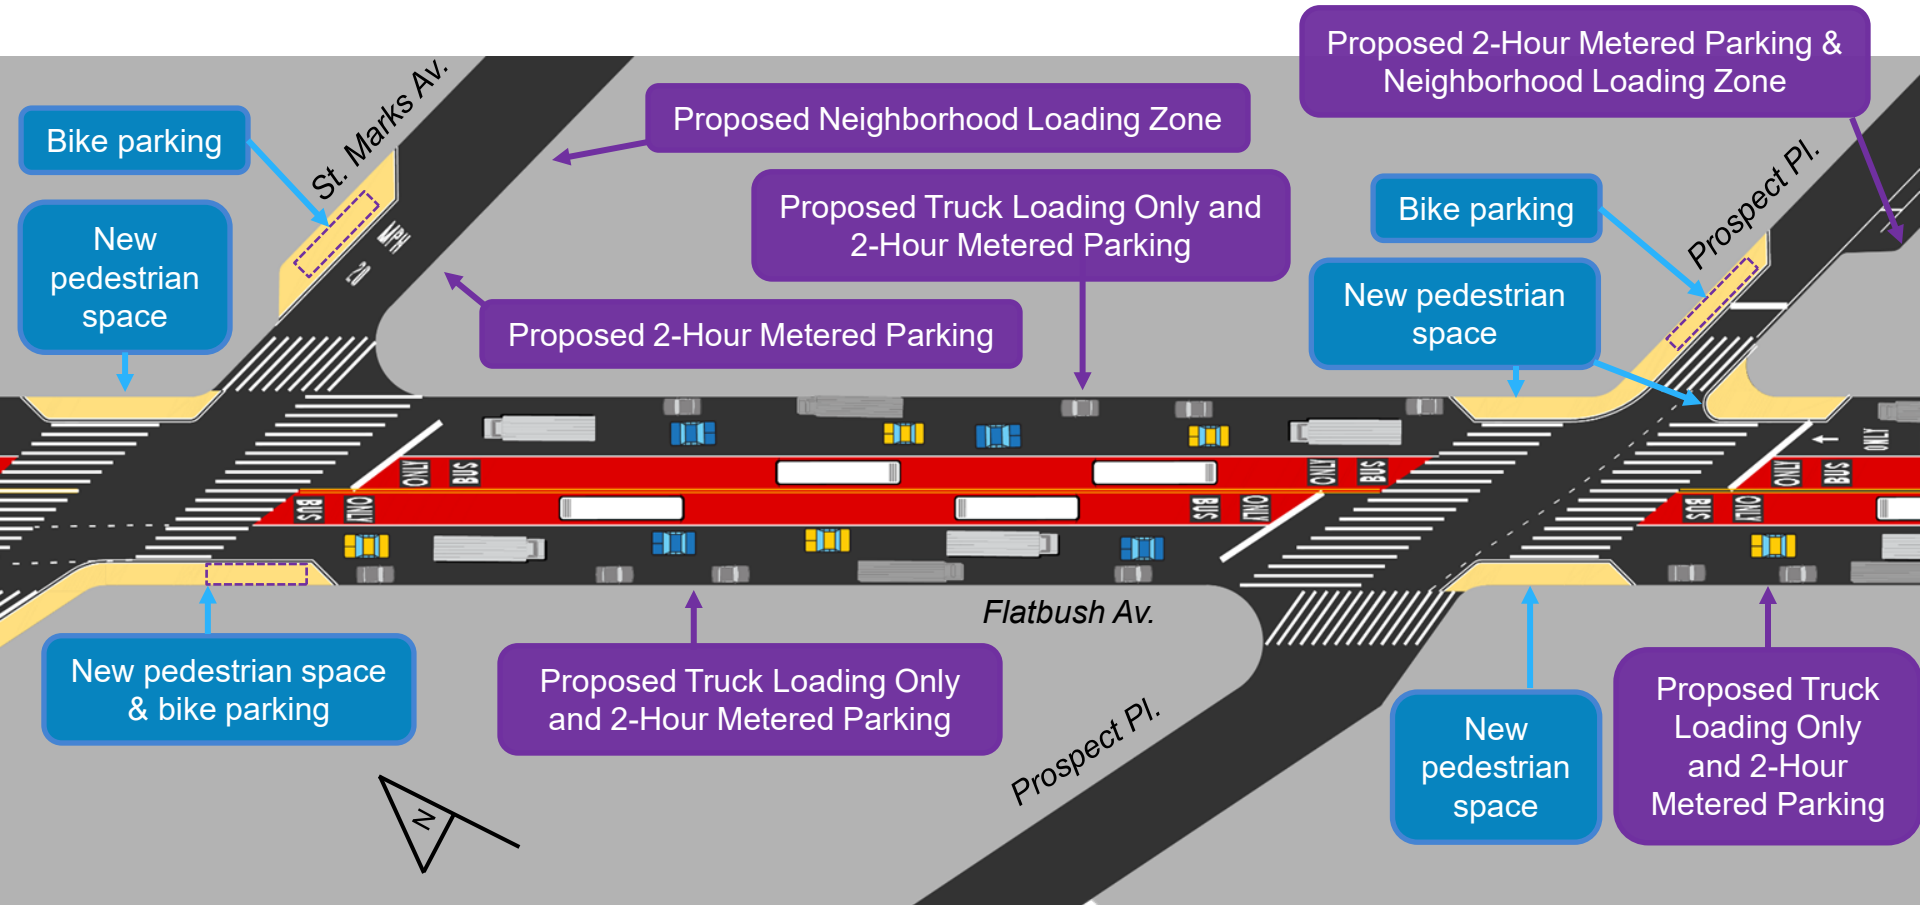 Proposed 2-Hour Metered Parking &
Neighborhood Loading Zone
St. Marks Av.
Proposed Neighborhood Loading Zone
Bike parking
Prospect Pl.
Bike parking
New
pedestrian
space
Proposed Truck Loading Only and
2-Hour Metered Parking
20
MPH
New pedestrian
space
Proposed 2-Hour Metered Parking
ONLY
ONLY
BUS
ONLY
BUS
ONLY
BUS
BUS
ONLY
BUS
ONLY
BUS
ONLY
Flatbush Av.
New pedestrian space
& bike parking
Proposed Truck Loading Only
and 2-Hour Metered Parking
Prospect Pl.
New
pedestrian
space
Proposed Truck
Loading Only
and 2-Hour
Metered Parking
N